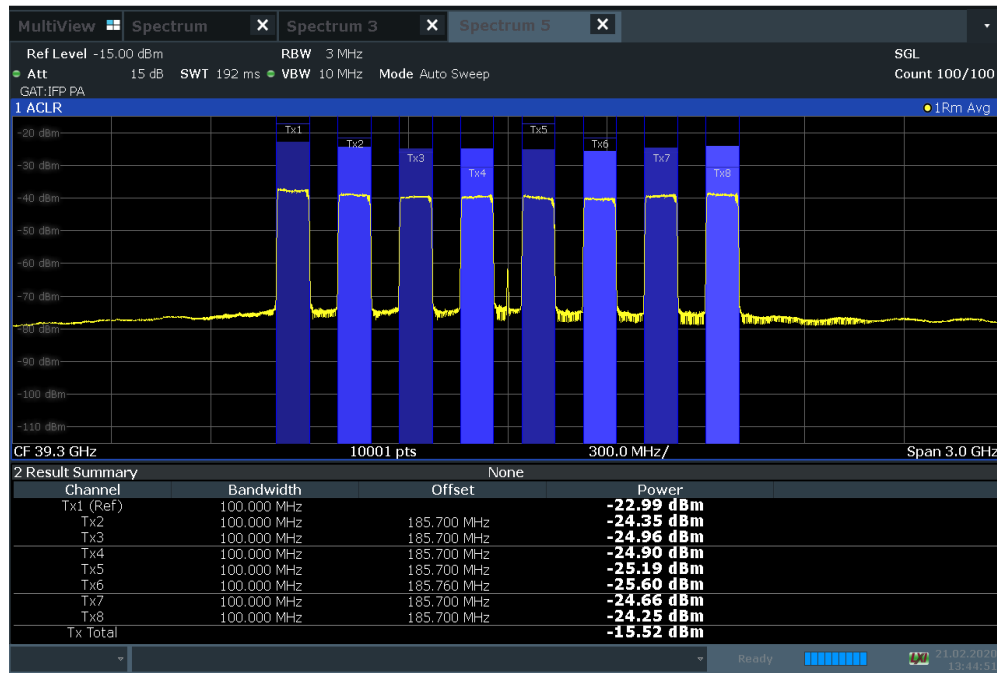 MultiView Spectrum X Spectrum 3 X Spectrum 5 X
Ref Level -15.00 dBm RBW 3 MHz SGL
Att 15 dB SWT 192 ms VBW 10 MHz Mode Auto Sweep Count 100/100
GAT:IFP PA
1 ACLR 1Rm Avg
-20 dBm
Tx1 Tx5
Tx2 Tx6
Tx3 Tx7
-30 dBm
Tx4 Tx8
-40 dBm
-50 dBm
-60 dBm
-70 dBm
-80 dBm
-90 dBm
-100 dBm
-110 dBm
CF 39.3 GHz 10001 pts 300.0 MHz/ Span 3.0 GHz
2 Result Summary None
Channel Bandwidth Offset Power
Tx1 (Ref) 100.000 MHz -22.99 dBm
Tx2 100.000 MHz 185.700 MHz -24.35 dBm
Tx3 100.000 MHz 185.700 MHz -24.96 dBm
Tx4 100.000 MHz 185.700 MHz -24.90 dBm
Tx5 100.000 MHz 185.700 MHz -25.19 dBm
Tx6 100.000 MHz 185.760 MHz -25.60 dBm
Tx7 100.000 MHz 185.700 MHz -24.66 dBm
Tx8 100.000 MHz 185.700 MHz -24.25 dBm
Tx Total -15.52 dBm
Ready LXI 21.02.2020
13:44:51